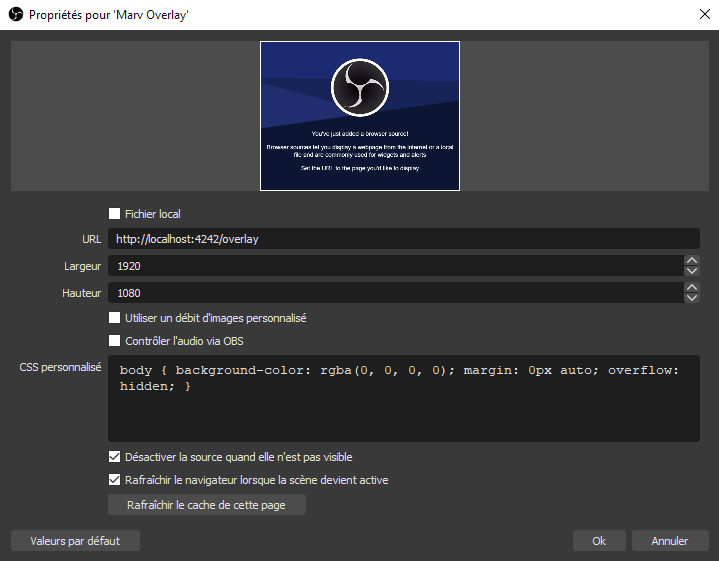 Propriétés pour 'Marv Overlay'
You've just added a browser source!
Browser sources let you display a webpage from the internet or a local
file and are commonly used for widgets and alerts
Set the URL to the page you'd like to display
Fichier local
URL http://localhost:4242/overlay
Largeur 1920
Hauteur 1080
Utiliser un débit d'images personnalisé
Contrôler l'audio via OBS
CSS personnalisé body { background-color: rgba(0, 0, 0, 0); margin: 0px auto; overflow:
hidden; }
Désactiver la source quand elle n'est pas visible
Rafraîchir le navigateur lorsque la scène devient active
Rafraîchir le cache de cette page
Valeurs par défaut Ok Annuler